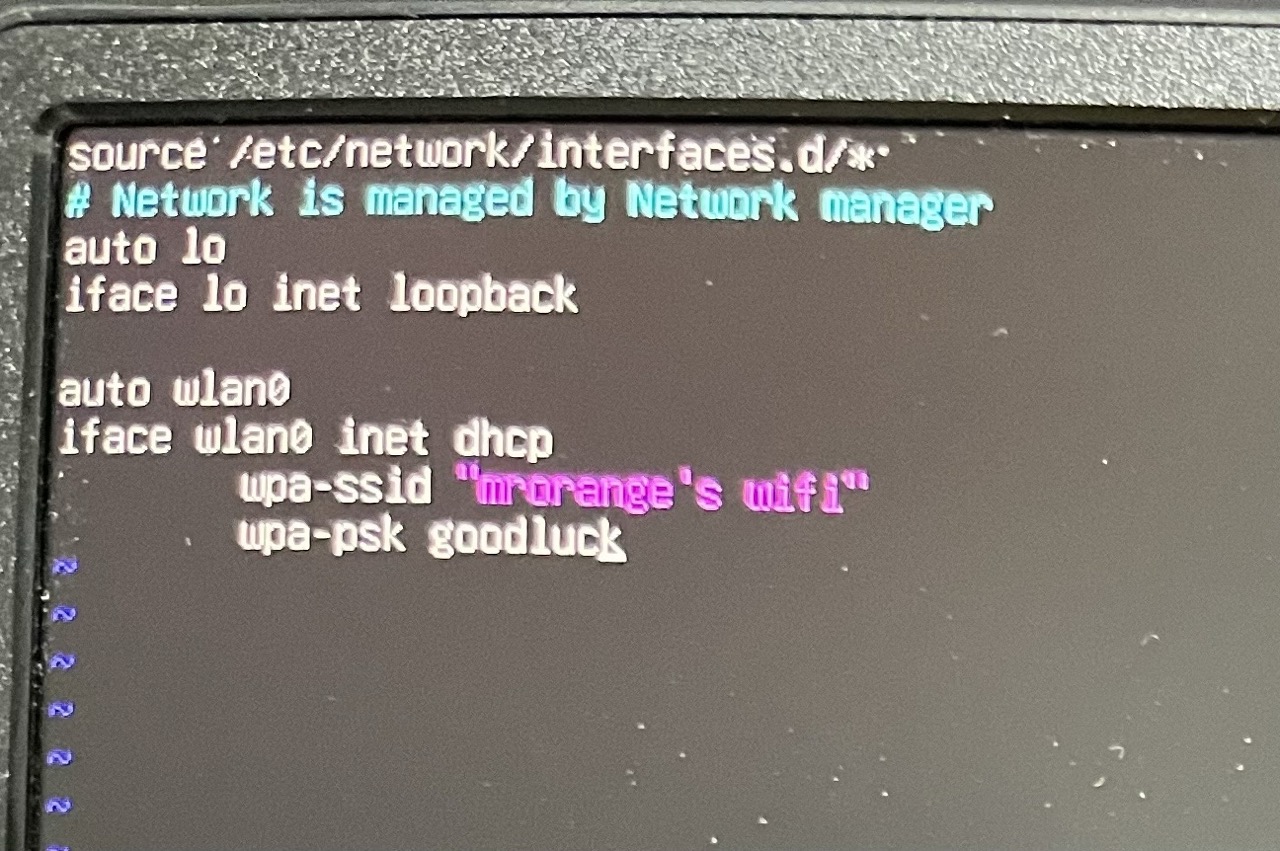 source /etc/network/interfaces.d/*
# Network is managed by Network manager
auto lo
iface lo inet loopback

auto wlan0
iface wlan0 inet dhcp
        wpa-ssid "mrorange's wifi"
        wpa-psk goodluck
~
~
~
~
~
~
~